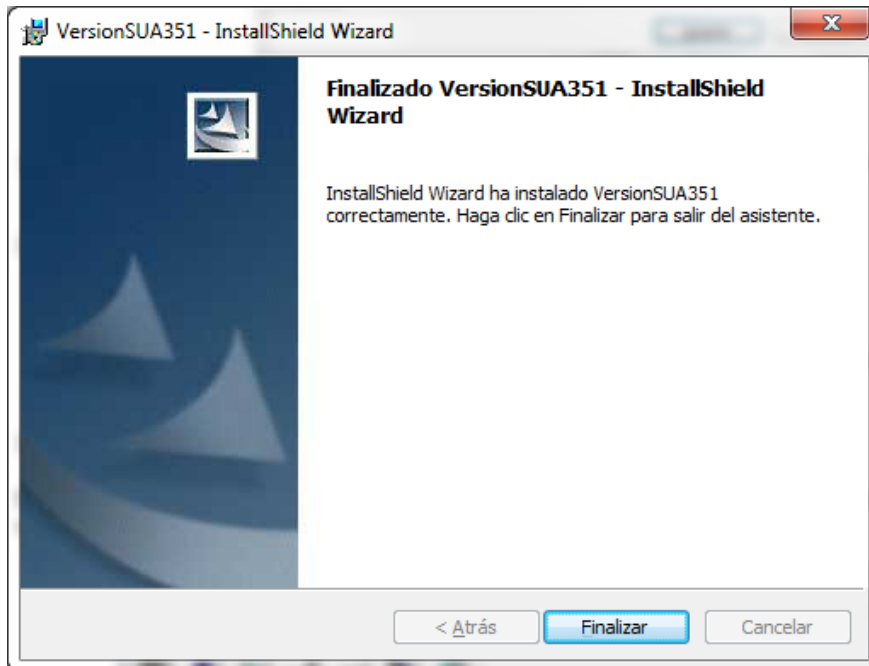 VersionSUA351 - InstallShield Wizard
Finalizado VersionSUA351 - InstallShield
Wizard
InstallShield Wizard ha instalado VersionSUA351
correctamente. Haga clic en Finalizar para salir del asistente.
< Atrás
Finalizar
Cancelar